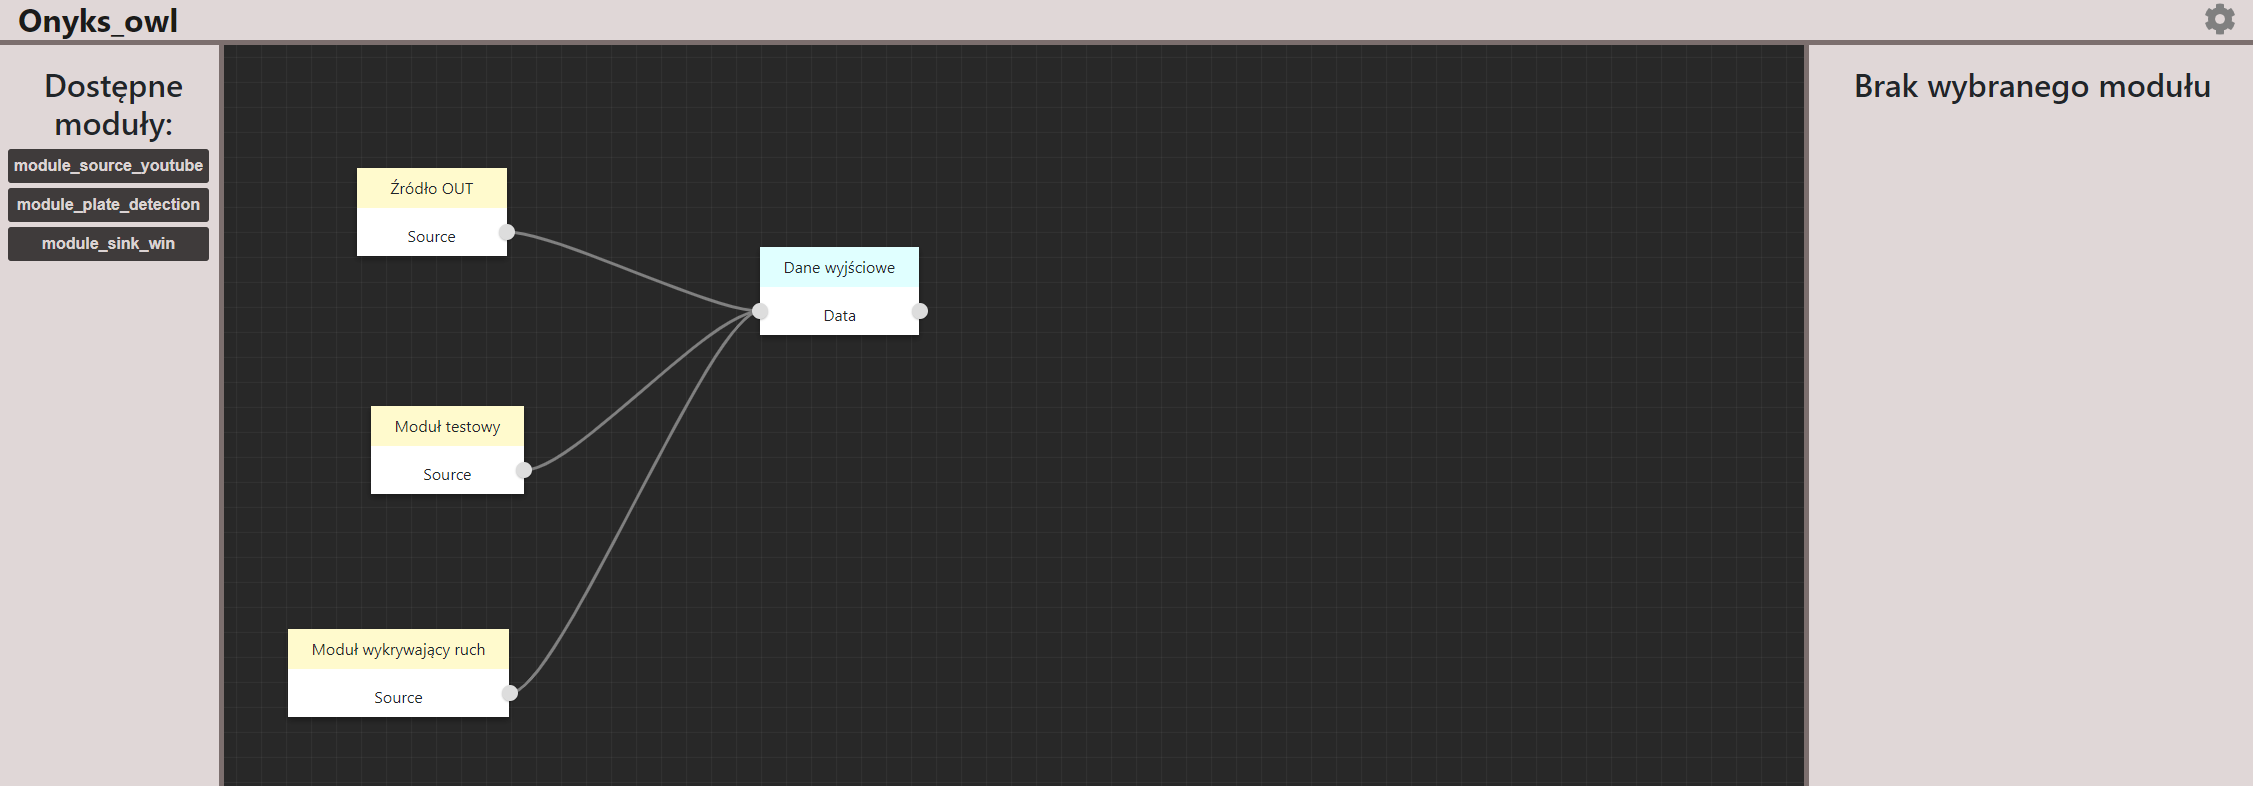 Onyks_owl
Dostępne
moduły:
module_source_youtube
module_plate_detection
module_sink_win
Źródło OUT
Source
Dane wyjściowe
Data
Moduł testowy
Source
Moduł wykrywający ruch
Source
Brak wybranego modułu